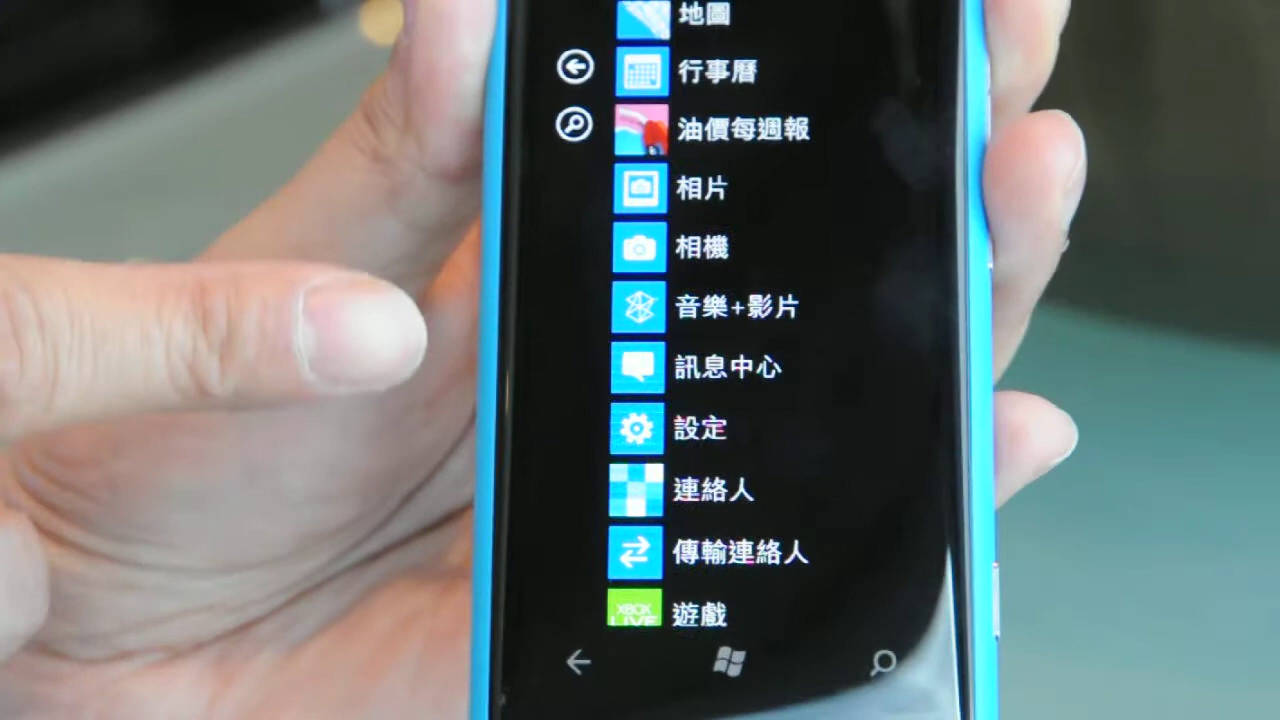 地圖
行事曆
油價每週報
相片
相機
音樂+影片
訊息中心
設定
連絡人
傳輸連絡人
XBOX
LIVE
遊戲